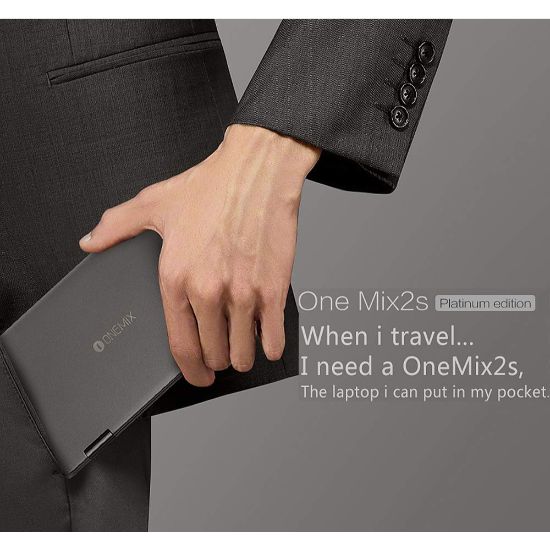 ONEMIX
One Mix2s Platinum edition
When i travel...
I need a OneMix2s,
The laptop i can put in my pocket.